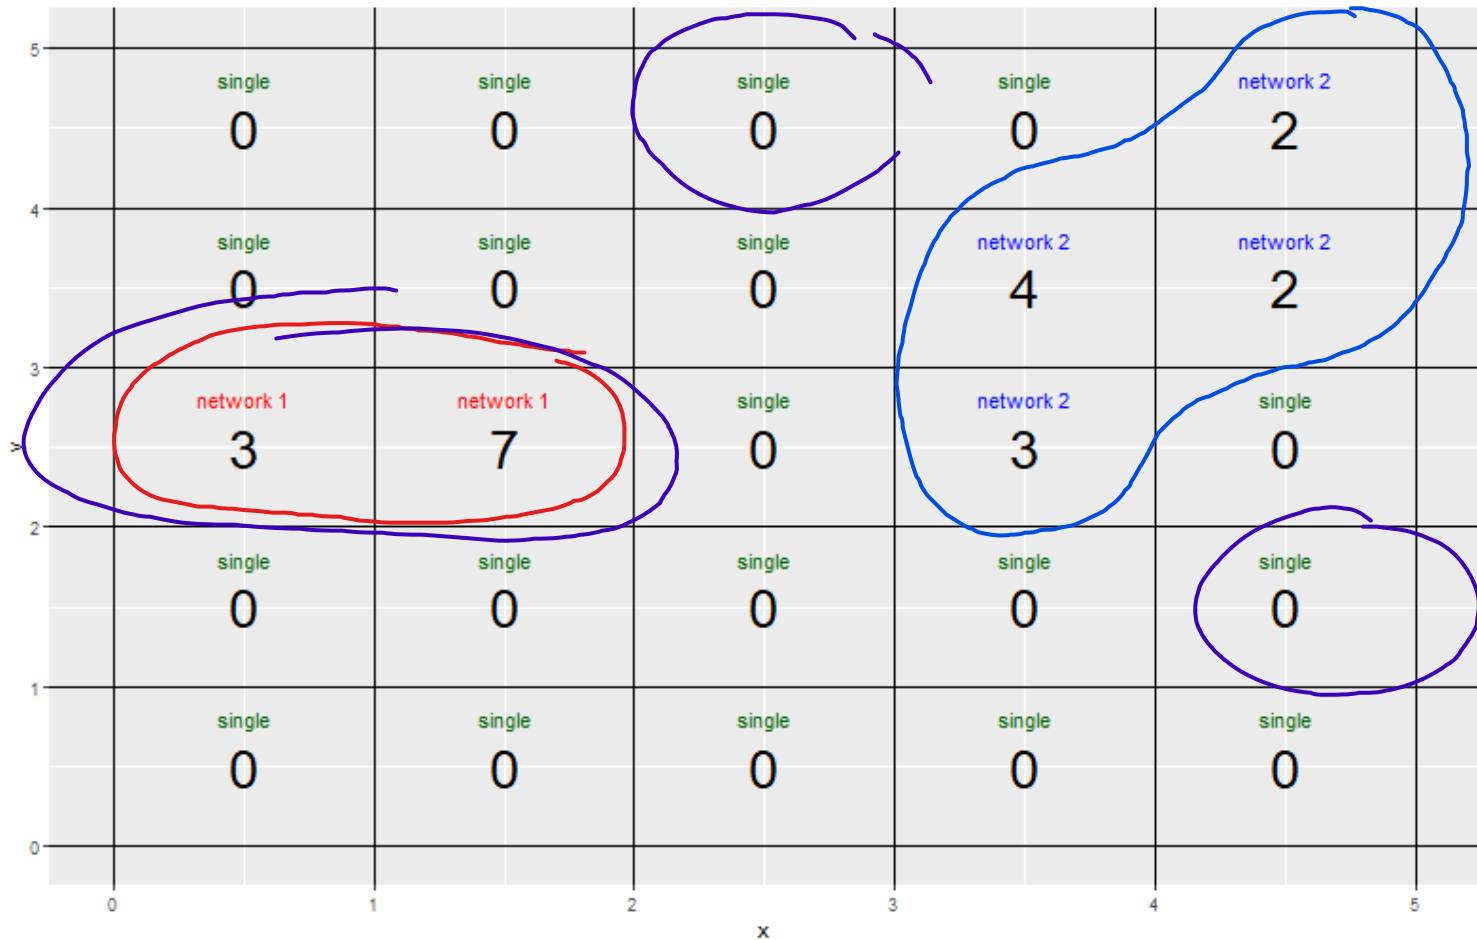 5
single single single single network 2
0 0 0 0 2
4
single single single network 2 network 2
0 0 0 4 2
3
network 1 network 1 single network 2 single
3 7 0 3 0
y
2
single single single single single
0 0 0 0 0
1
single single single single single
0 0 0 0 0
0
0 1 2 3 4 5
x